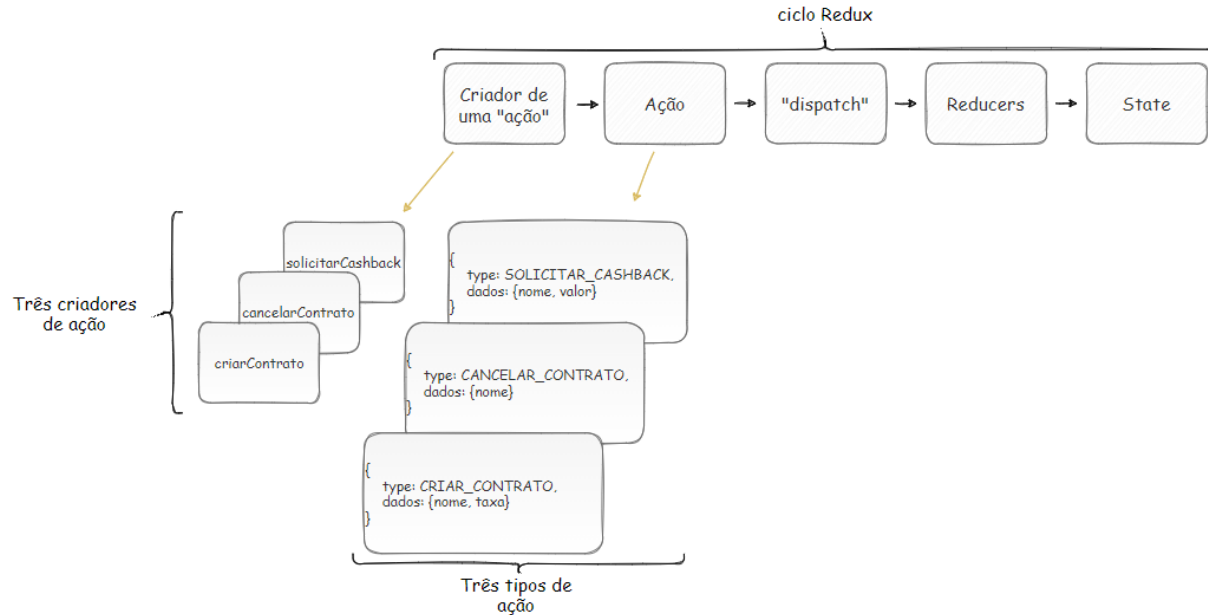 ciclo Redux
Criador de
uma "ação"
Ação
"dispatch"
Reducers
State
Três criadores
de ação
solicitarCashback
cancelarContrato
criarContrato
{
type: SOLICITAR_CASHBACK,
dados: {nome, valor}
}
{
type: CANCELAR_CONTRATO,
dados: {nome}
}
{
type: CRIAR_CONTRATO,
dados: {nome, taxa}
}
Três tipos de
ação